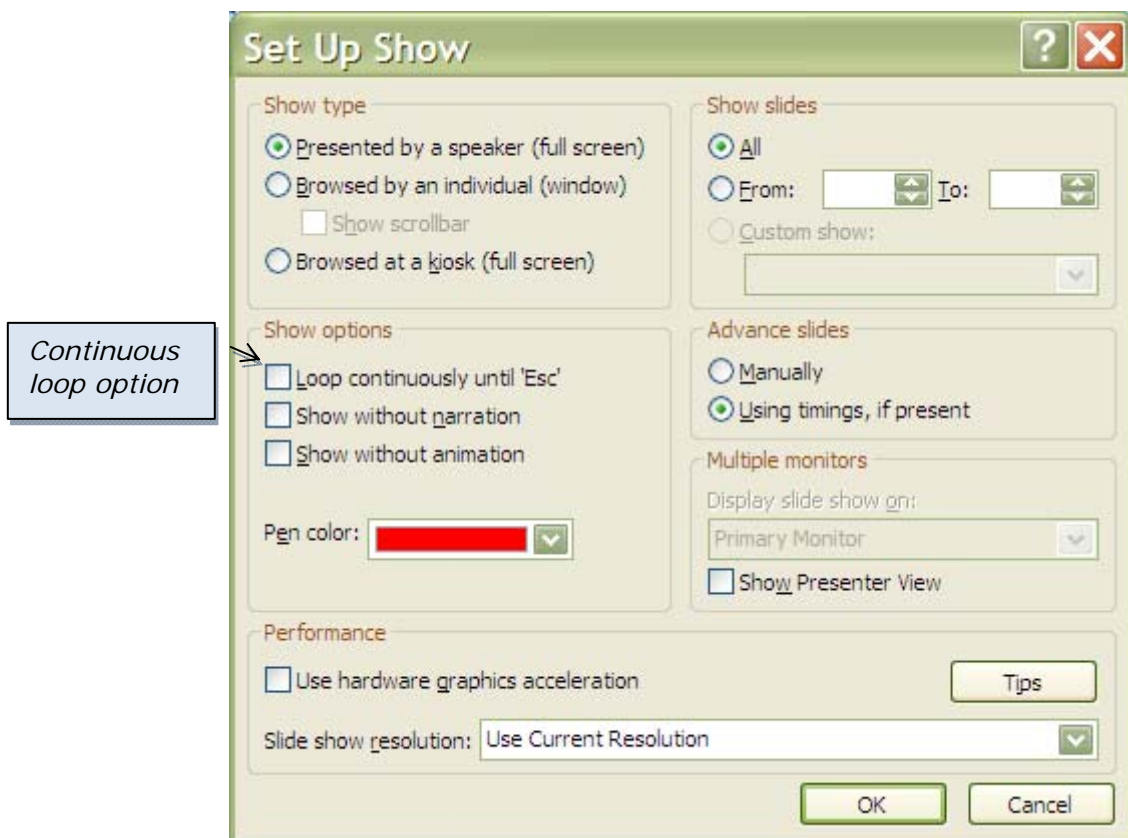 Set Up Show
Show type
Presented by a speaker (full screen)
Browsed by an individual (window)
Show scrollbar
Browsed at a kiosk (full screen)
Show slides
All
From: To:
Custom show:
Continuous
loop option
Show options
Loop continuously until 'Esc'
Show without narration
Show without animation
Pen color:
Advance slides
Manually
Using timings, if present
Multiple monitors
Display slide show on:
Primary Monitor
Show Presenter View
Performance
Use hardware graphics acceleration
Tips
Slide show resolution: Use Current Resolution
OK Cancel